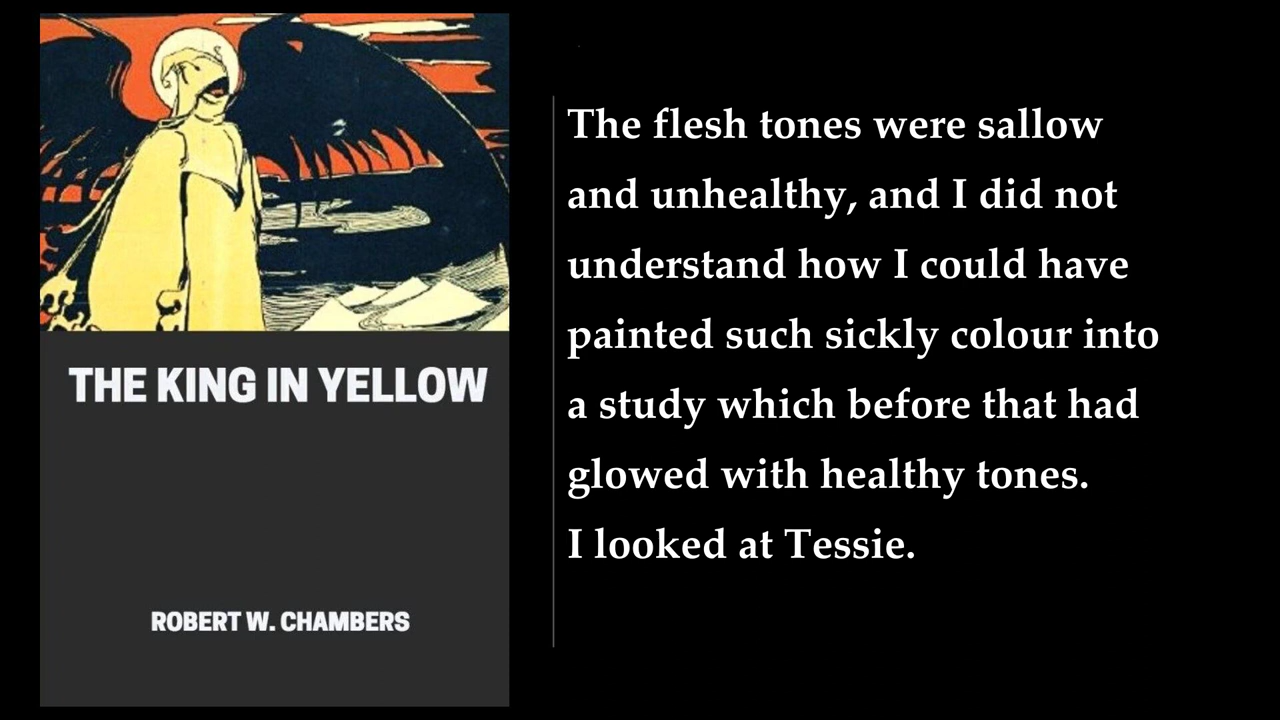 THE KING IN YELLOW
ROBERT W. CHAMBERS
The flesh tones were sallow
and unhealthy, and I did not
understand how I could have
painted such sickly colour into
a study which before that had
glowed with healthy tones.
I looked at Tessie.